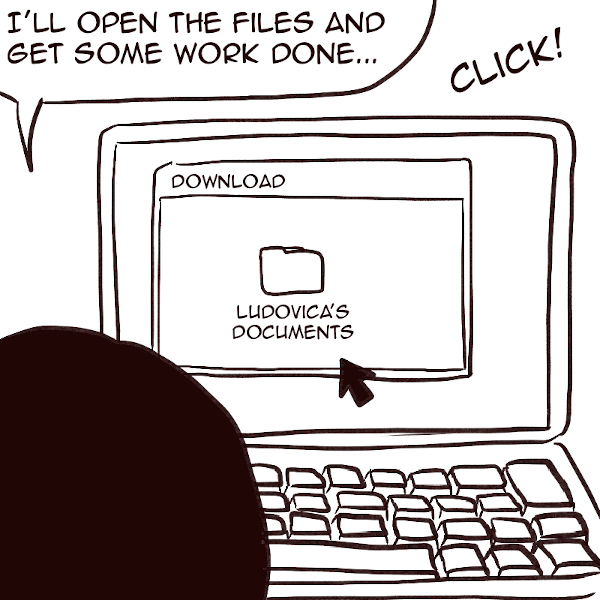 I'LL OPEN THE FILES AND
GET SOME WORK DONE...
CLICK!
DOWNLOAD
LUDOVICA'S
DOCUMENTS